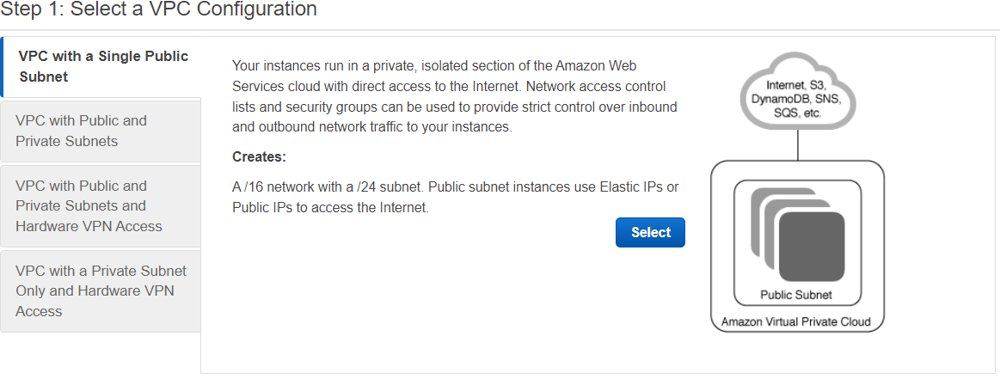 Step 1: Select a VPC Configuration
VPC with a Single Public
Subnet
VPC with Public and
Private Subnets
VPC with Public and
Private Subnets and
Hardware VPN Access
VPC with a Private Subnet
Only and Hardware VPN
Access
Your instances run in a private, isolated section of the Amazon Web
Services cloud with direct access to the Internet. Network access control
lists and security groups can be used to provide strict control over inbound
and outbound network traffic to your instances.
Creates:
A /16 network with a /24 subnet. Public subnet instances use Elastic IPs or
Public IPs to access the Internet.
Select
Internet, S3,
DynamoDB, SNS,
SQS, etc.
Public Subnet
Amazon Virtual Private Cloud